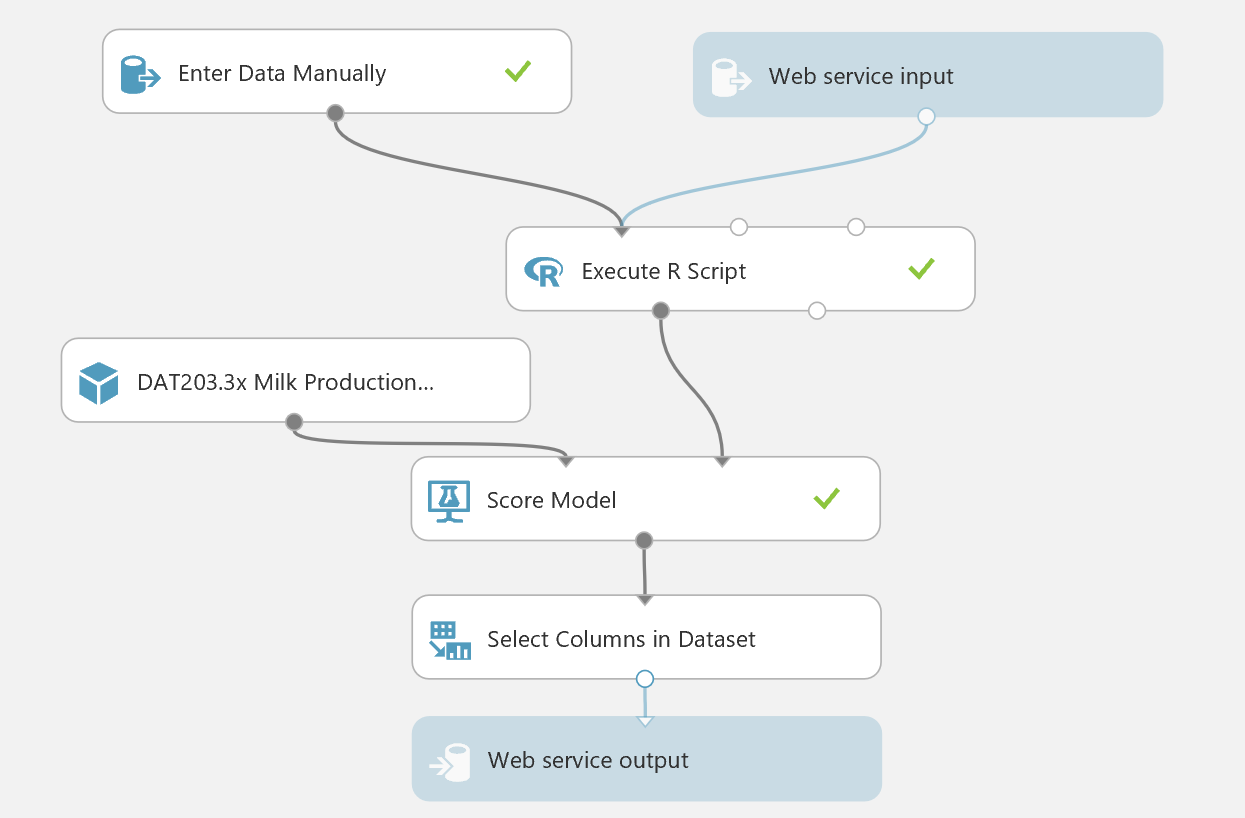 Enter Data Manually
Web service input
R
Execute R Script
DAT203.3x Milk Production...
Score Model
Select Columns in Dataset
Web service output